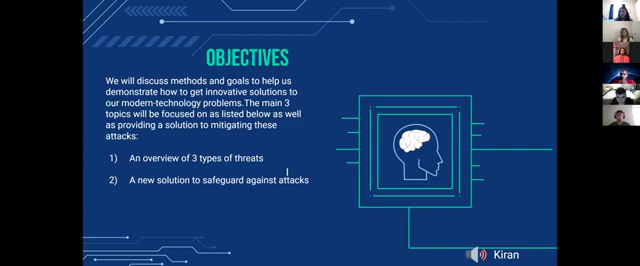 OBJECTIVES
We will discuss methods and goals to help us
demonstrate how to get innovative solutions to
our modern-technology problems.The main 3
topics will be focused on as listed below as well
as providing a solution to mitigating these
attacks:
1) An overview of 3 types of threats
2) A new solution to safeguard against attacks
Kiran